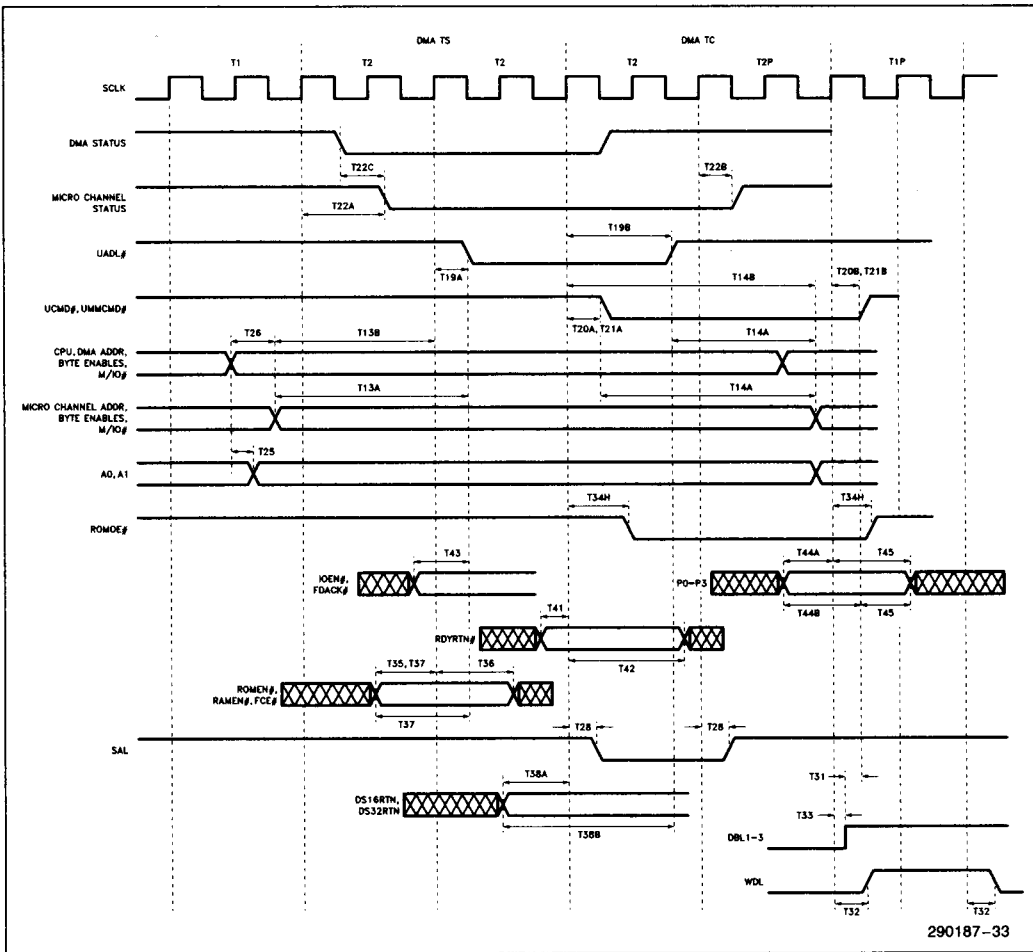 DMA TS DMA TC
T1 T2 T2 T2 T2P T1P
SCLK
DMA STATUS
T22C T22B
MICRO CHANNEL
STATUS
T22A
T19B
UADL#
T19A T14B T20B, T21B
UCMD#, UMMCMD#
T20A, T21A
T26 T13B T14A
CPU, DMA ADDR,
BYTE ENABLES,
M/IO#
T13A T14A
MICRO CHANNEL ADDR,
BYTE ENABLES,
M/IO#
T25
A0, A1
T34H T34H
ROMOE#
T43 T44A T45
IOEN#,
FDACK#
P0-P3
T44B T45
T41
RDYRTN#
T42
T35, T37 T36
ROMEN#,
RAMEN#, FCE#
T37
T28 T28
SAL
T31
T38A
DS16RTN,
DS32RTN
T33
T38B
DBL1-3
WDL
T32 T32
290187-33